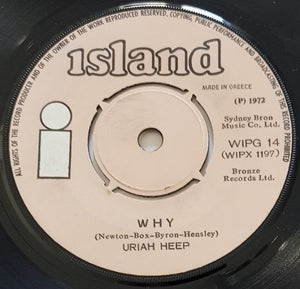 ALL RIGHTS OF THE RECORD PRODUCER AND OF THE OWNER OF THE WORK REPRODUCED RESERVED, COPYING, PUBLIC PERFORMANCE AND BROADCASTING OF THIS RECORD PROHIBITED
island
MADE IN GREECE
(P) 1972
Sydney Bron
Music Co. Ltd.
WIPG 14
(WIPX 1197)
Bronze
Records Ltd.
i
WHY
(Newton-Box-Byron-Hensley)
URIAH HEEP